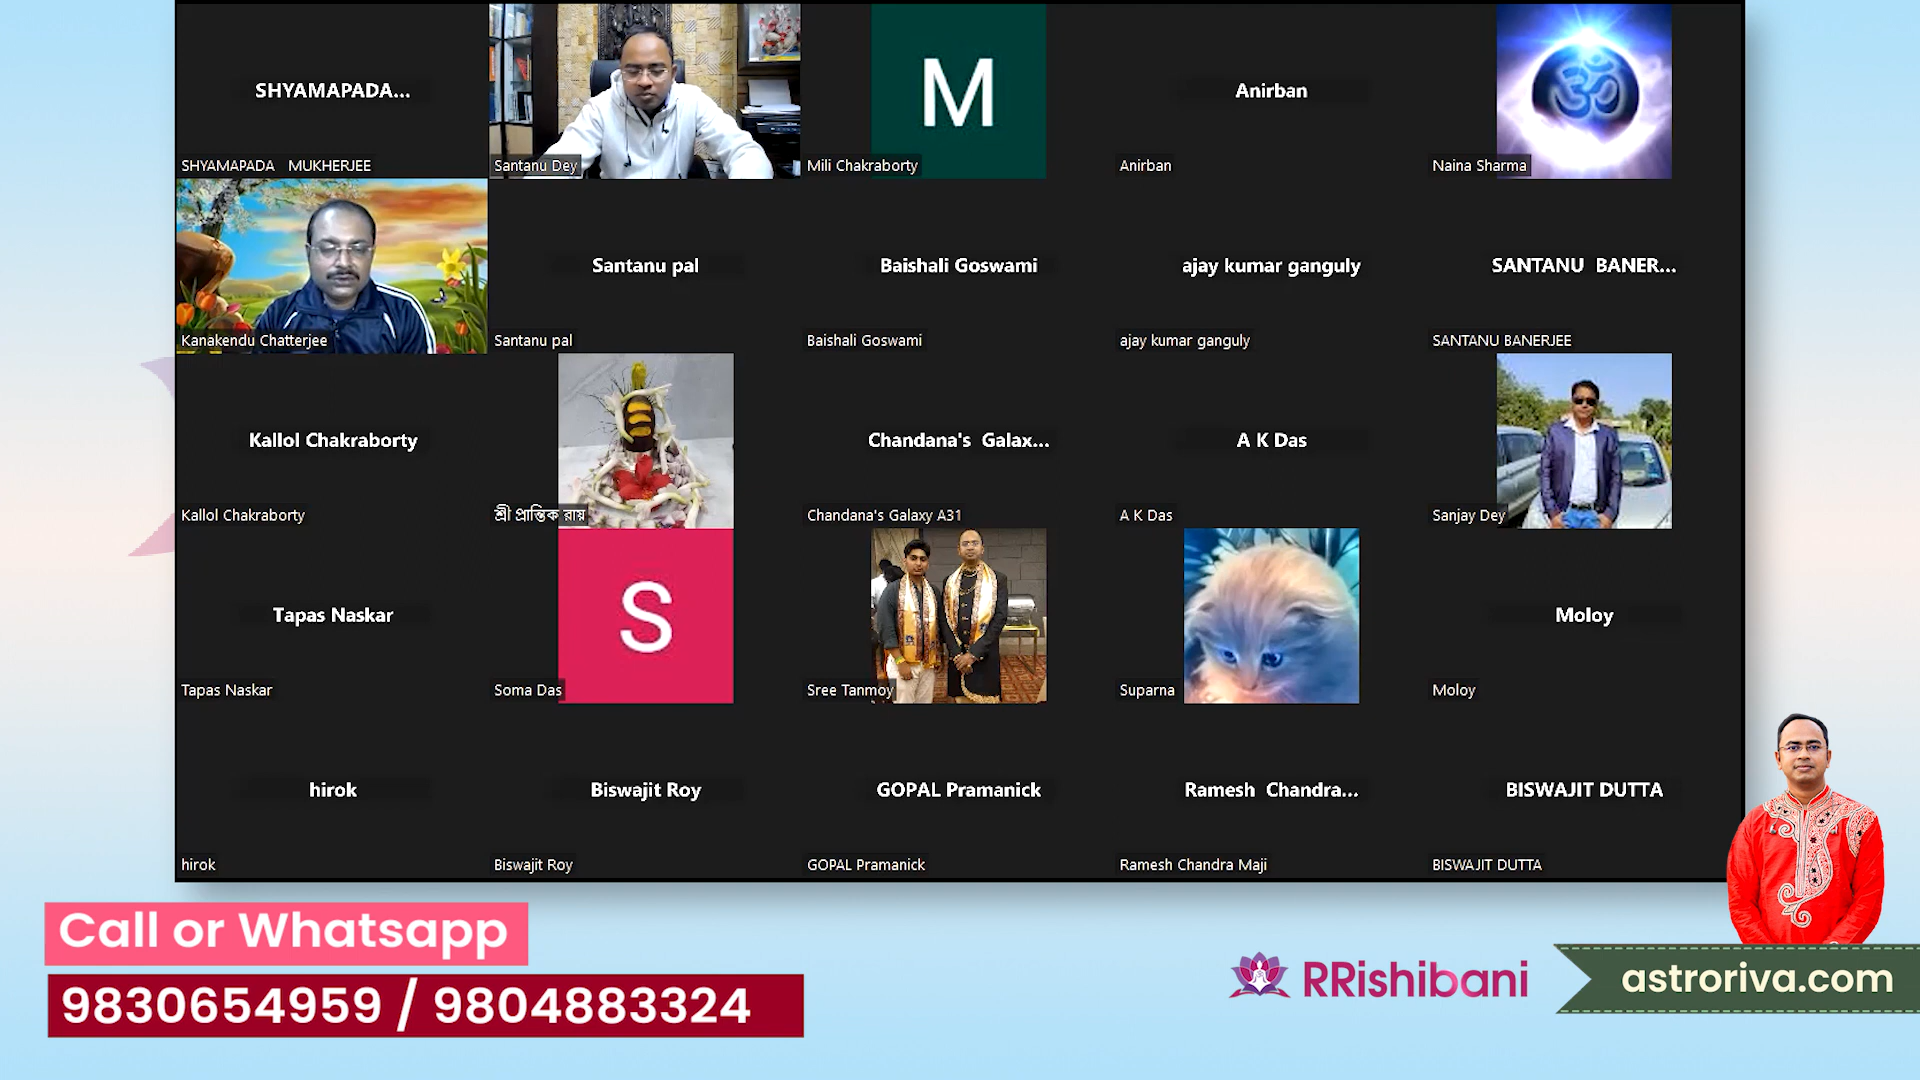 SHYAMAPADA...
SHYAMAPADA MUKHERJEE
Santanu Dey
M
Mili Chakraborty
Anirban
Anirban
Naina Sharma
Kanakendu Chatterjee
Santanu pal
Santanu pal
Baishali Goswami
Baishali Goswami
ajay kumar ganguly
ajay kumar ganguly
SANTANU BANER...
SANTANU BANERJEE
Kallol Chakraborty
Kallol Chakraborty
শ্রী প্রান্তিক রায়
Chandana's Galax...
Chandana's Galaxy A31
A K Das
A K Das
Sanjay Dey
Tapas Naskar
Tapas Naskar
S
Soma Das
Sree Tanmoy
Suparna
Moloy
Moloy
hirok
hirok
Biswajit Roy
Biswajit Roy
GOPAL Pramanick
GOPAL Pramanick
Ramesh Chandra...
Ramesh Chandra Maji
BISWAJIT DUTTA
BISWAJIT DUTTA
Call or Whatsapp
9830654959 / 9804883324
RRishibani
astroriva.com